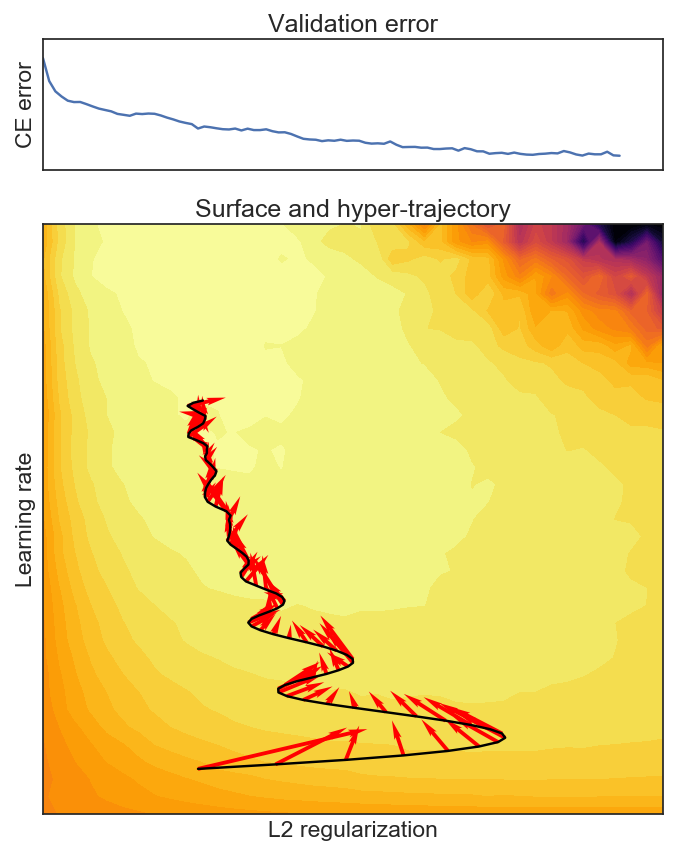 Validation error
CE error
Surface and hyper-trajectory
Learning rate
L2 regularization